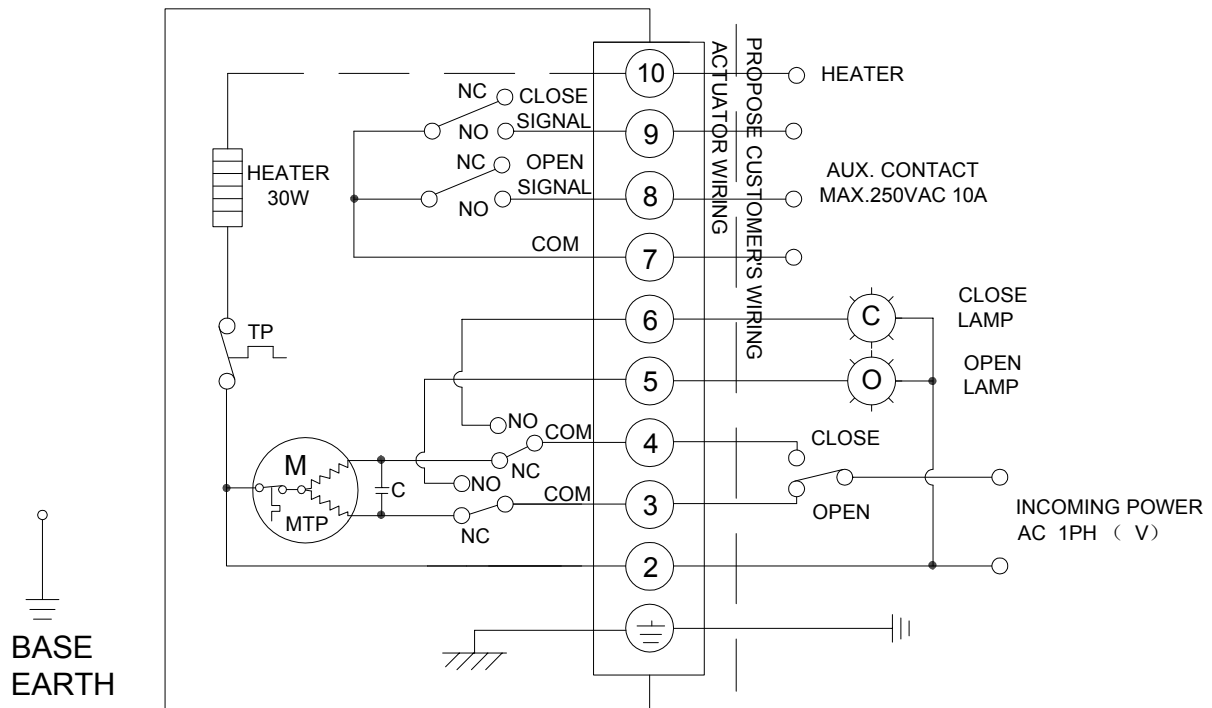 ACTUATOR WIRING
PROPOSE CUSTOMER'S WIRING
10
HEATER
NC
CLOSE
SIGNAL
NO
9
NC
OPEN
SIGNAL
NO
8
AUX. CONTACT
MAX.250VAC 10A
HEATER
30W
COM
7
TP
6
C
CLOSE
LAMP
5
O
OPEN
LAMP
NO
COM
4
CLOSE
NC
M
C
NO
COM
3
MTP
NC
OPEN
INCOMING POWER
AC 1PH （ V）
2
BASE
EARTH